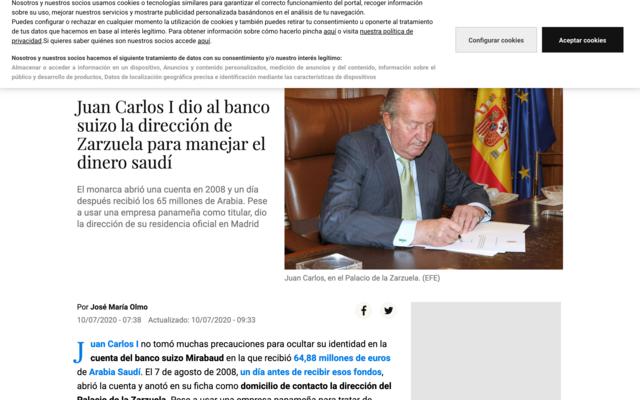 Nosotros y nuestros socios usamos cookies o tecnologías similares para garantizar el correcto funcionamiento del portal, recoger información
sobre su uso, mejorar nuestros servicios y mostrarte publicidad personalizada basándonos en el análisis de tu navegación.
Puedes configurar o rechazar en cualquier momento la utilización de cookies y también puedes retirar tu consentimiento u oponerte al tratamiento
de tus datos que hacemos en base al interés legítimo. Para obtener información sobre cómo hacerlo pincha aquí o visita nuestra política de
privacidad.Si quieres saber quiénes son nuestros socios accede aquí.
Configurar cookies
Aceptar cookies
Nosotros y nuestros socios hacemos el siguiente tratamiento de datos con su consentimiento y/o nuestro interés legítimo:
Almacenar o acceder a información en un dispositivo, Anuncios y contenido personalizados, medición de anuncios y del contenido, información sobre el
público y desarrollo de productos, Datos de localización geográfica precisa e identificación mediante las características de dispositivos
Juan Carlos I dio al banco
suizo la dirección de
Zarzuela para manejar el
dinero saudí
El monarca abrió una cuenta en 2008 y un día
después recibió los 65 millones de Arabia. Pese
a usar una empresa panameña como titular, dio
la dirección de su residencia oficial en Madrid
Juan Carlos, en el Palacio de la Zarzuela. (EFE)
Por José María Olmo
10/07/2020 - 07:38 Actualizado: 10/07/2020 - 09:33
Juan Carlos I no tomó muchas precauciones para ocultar su identidad en la
cuenta del banco suizo Mirabaud en la que recibió 64,88 millones de euros
de Arabia Saudí. El 7 de agosto de 2008, un día antes de recibir esos fondos,
abrió la cuenta y anotó en su ficha como domicilio de contacto la dirección del
Palacio de la Zarzuela. Pese a usar una empresa panameña para tratar de